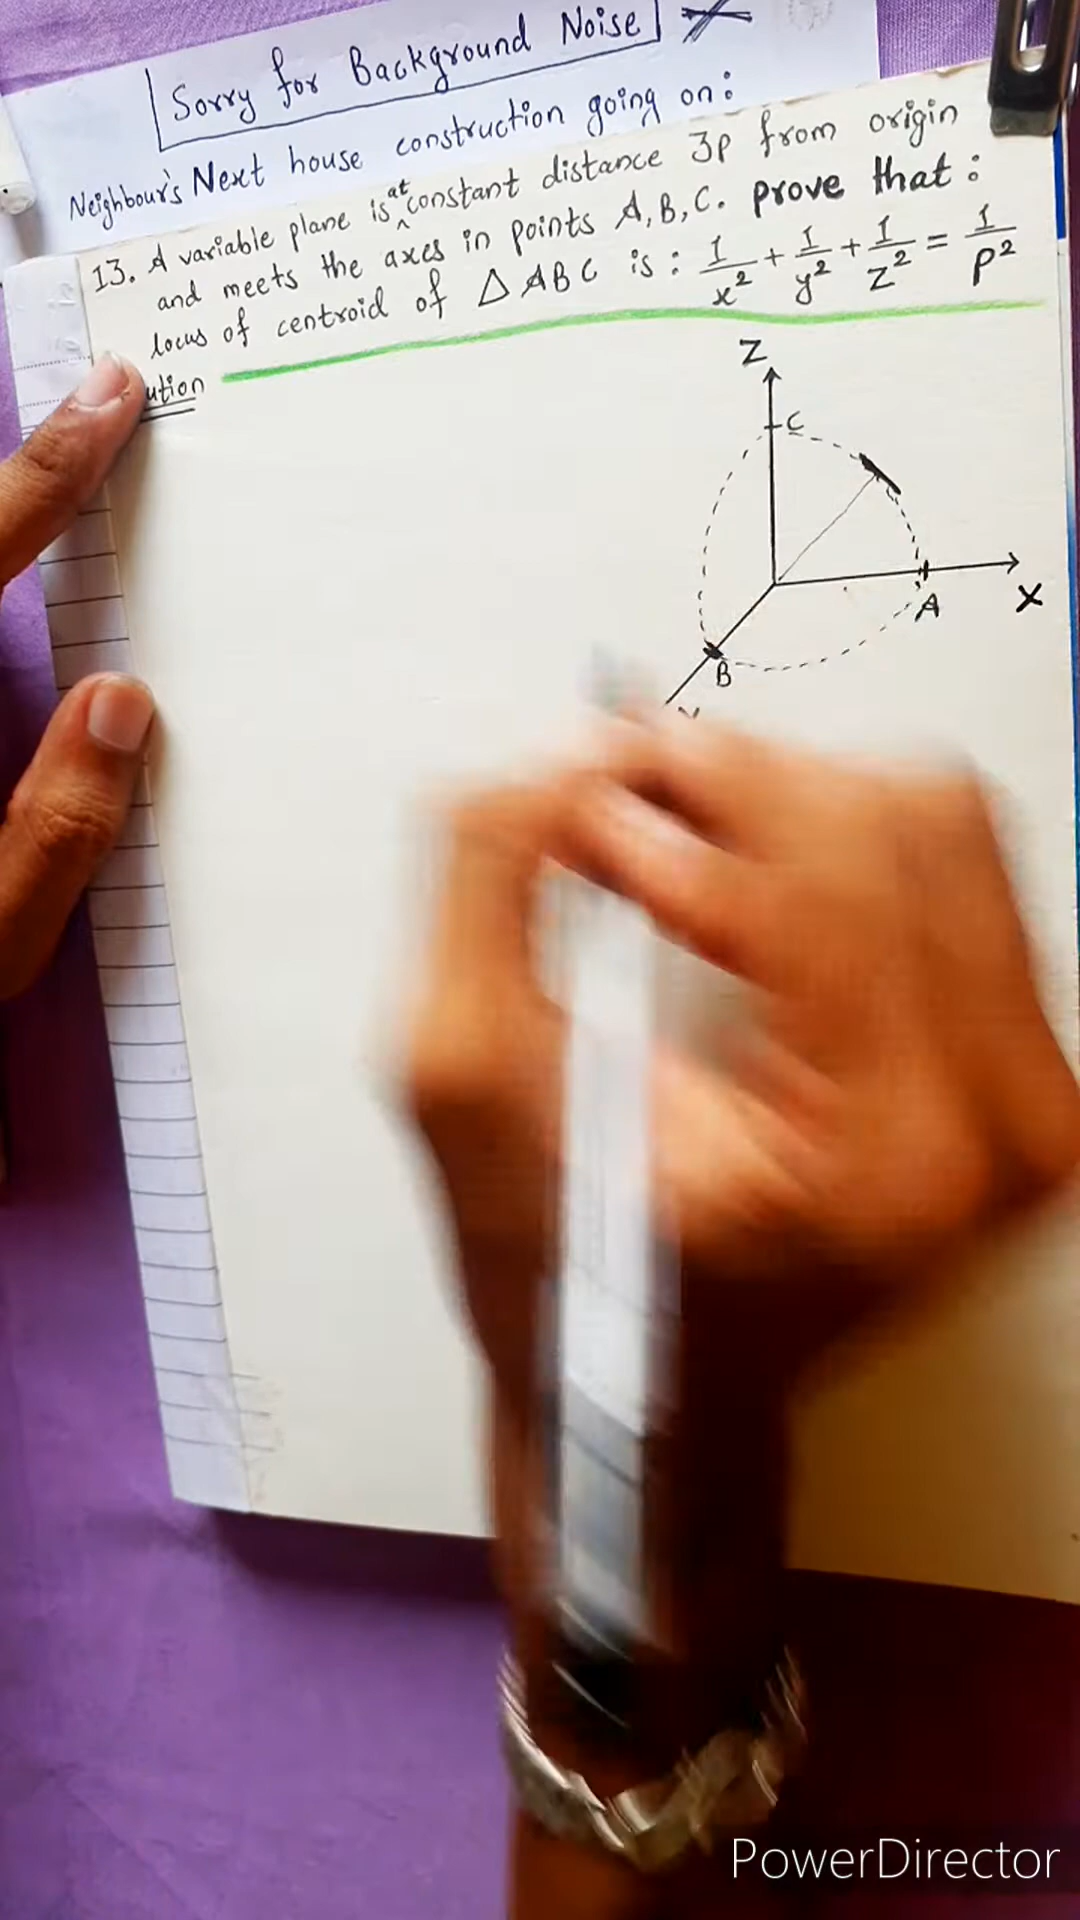 Sorry for Background Noise
Neighbour's Next house construction going on:
13. A variable plane is at constant distance 3p from origin
and meets the axes in points A, B, C. prove that:
locus of centroid of △ ABC is: 1/x² + 1/y² + 1/z² = 1/p²
ution
Z
C
A
X
B
PowerDirector